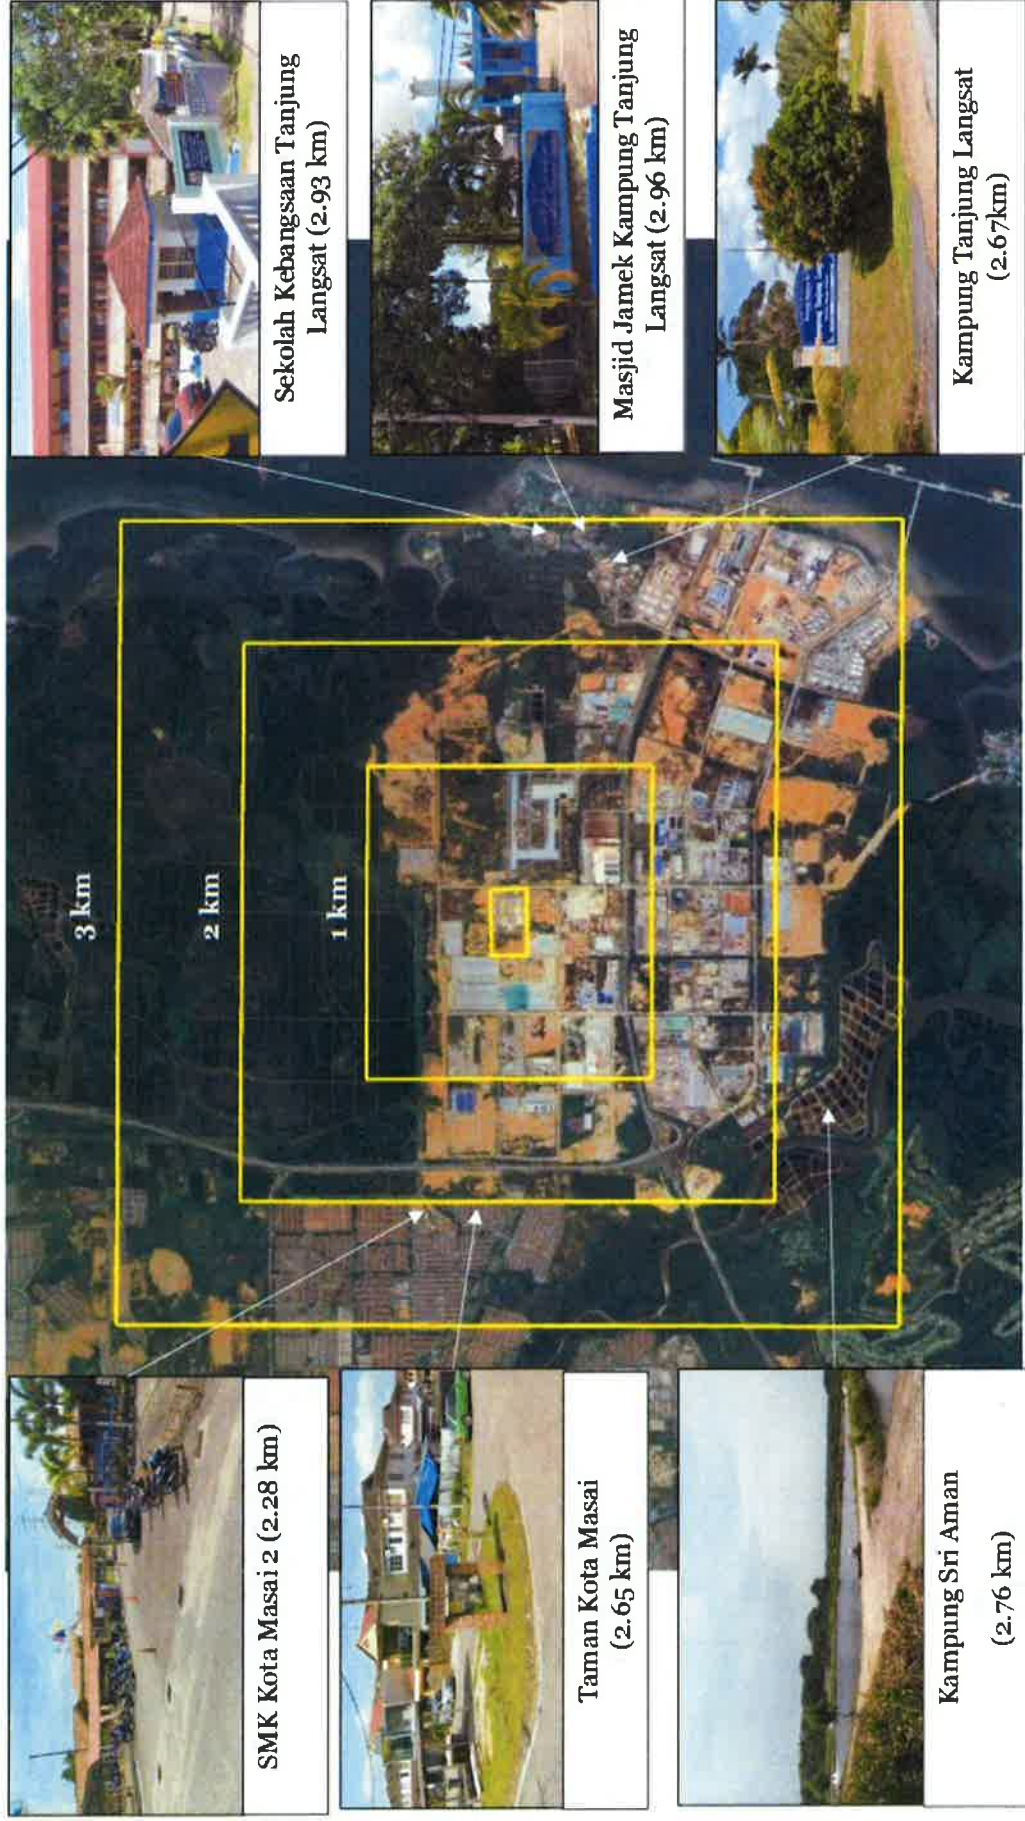 SMK Kota Masai 2 (2.28 km)
Taman Kota Masai
(2.65 km)
Kampung Sri Aman
(2.76 km)
3 km
2 km
1 km
Sekolah Kebangsaan Tanjung
Langsat (2.93 km)
Masjid Jamek Kampung Tanjung
Langsat (2.96 km)
Kampung Tanjung Langsat
(2.67km)